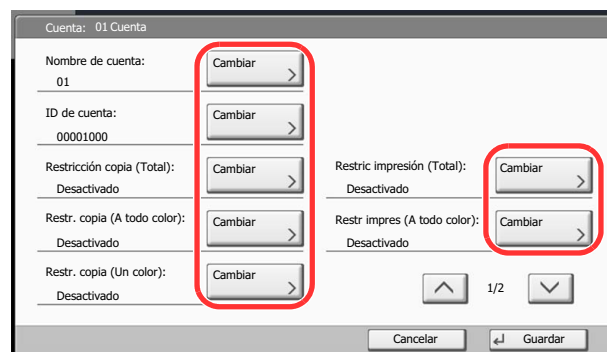 Cuenta: 01 Cuenta
Nombre de cuenta:
01
Cambiar
ID de cuenta:
00001000
Cambiar
Restricción copia (Total):
Desactivado
Cambiar
Restric impresión (Total):
Desactivado
Cambiar
Restr. copia (A todo color):
Desactivado
Cambiar
Restr impres (A todo color):
Desactivado
Cambiar
Restr. copia (Un color):
Desactivado
Cambiar
1/2
Cancelar
Guardar